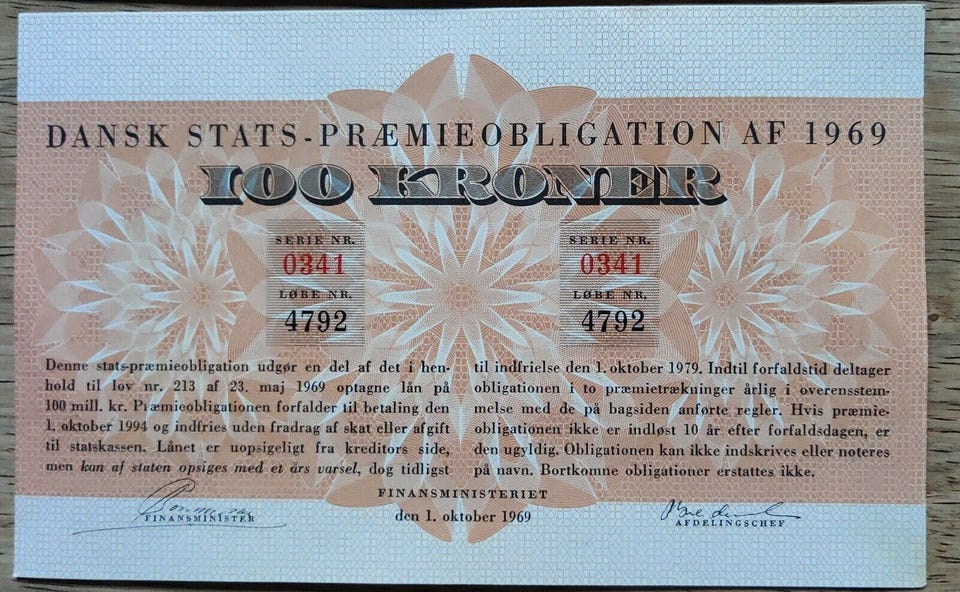 DANSK STATS-PRÆMIEOBLIGATION AF 1969
100 KRONER
SERIE NR.
0341
LØBE NR.
4792
SERIE NR.
0341
LØBE NR.
4792
Denne stats-præmieobligation udgør en del af det i hen-
hold til lov nr. 213 af 23. maj 1969 optagne lån på
100 mill. kr. Præmieobligationen forfalder til betaling den
1. oktober 1994 og indfries uden fradrag af skat eller afgift
til statskassen. Lånet er uopsigeligt fra kreditors side,
men kan af staten opsiges med et års varsel, dog tidligst
til indfrielse den 1. oktober 1979. Indtil forfaldstid deltager
obligationen i to præmietrækninger årlig i overensstem-
melse med de på bagsiden anførte regler. Hvis præmie-
obligationen ikke er indløst 10 år efter forfaldsdagen, er
den ugyldig. Obligationen kan ikke indskrives eller noteres
på navn. Bortkomne obligationer erstattes ikke.
FINANSMINISTERIET
den 1. oktober 1969
FINANSMINISTER
AFDELINGSCHEF